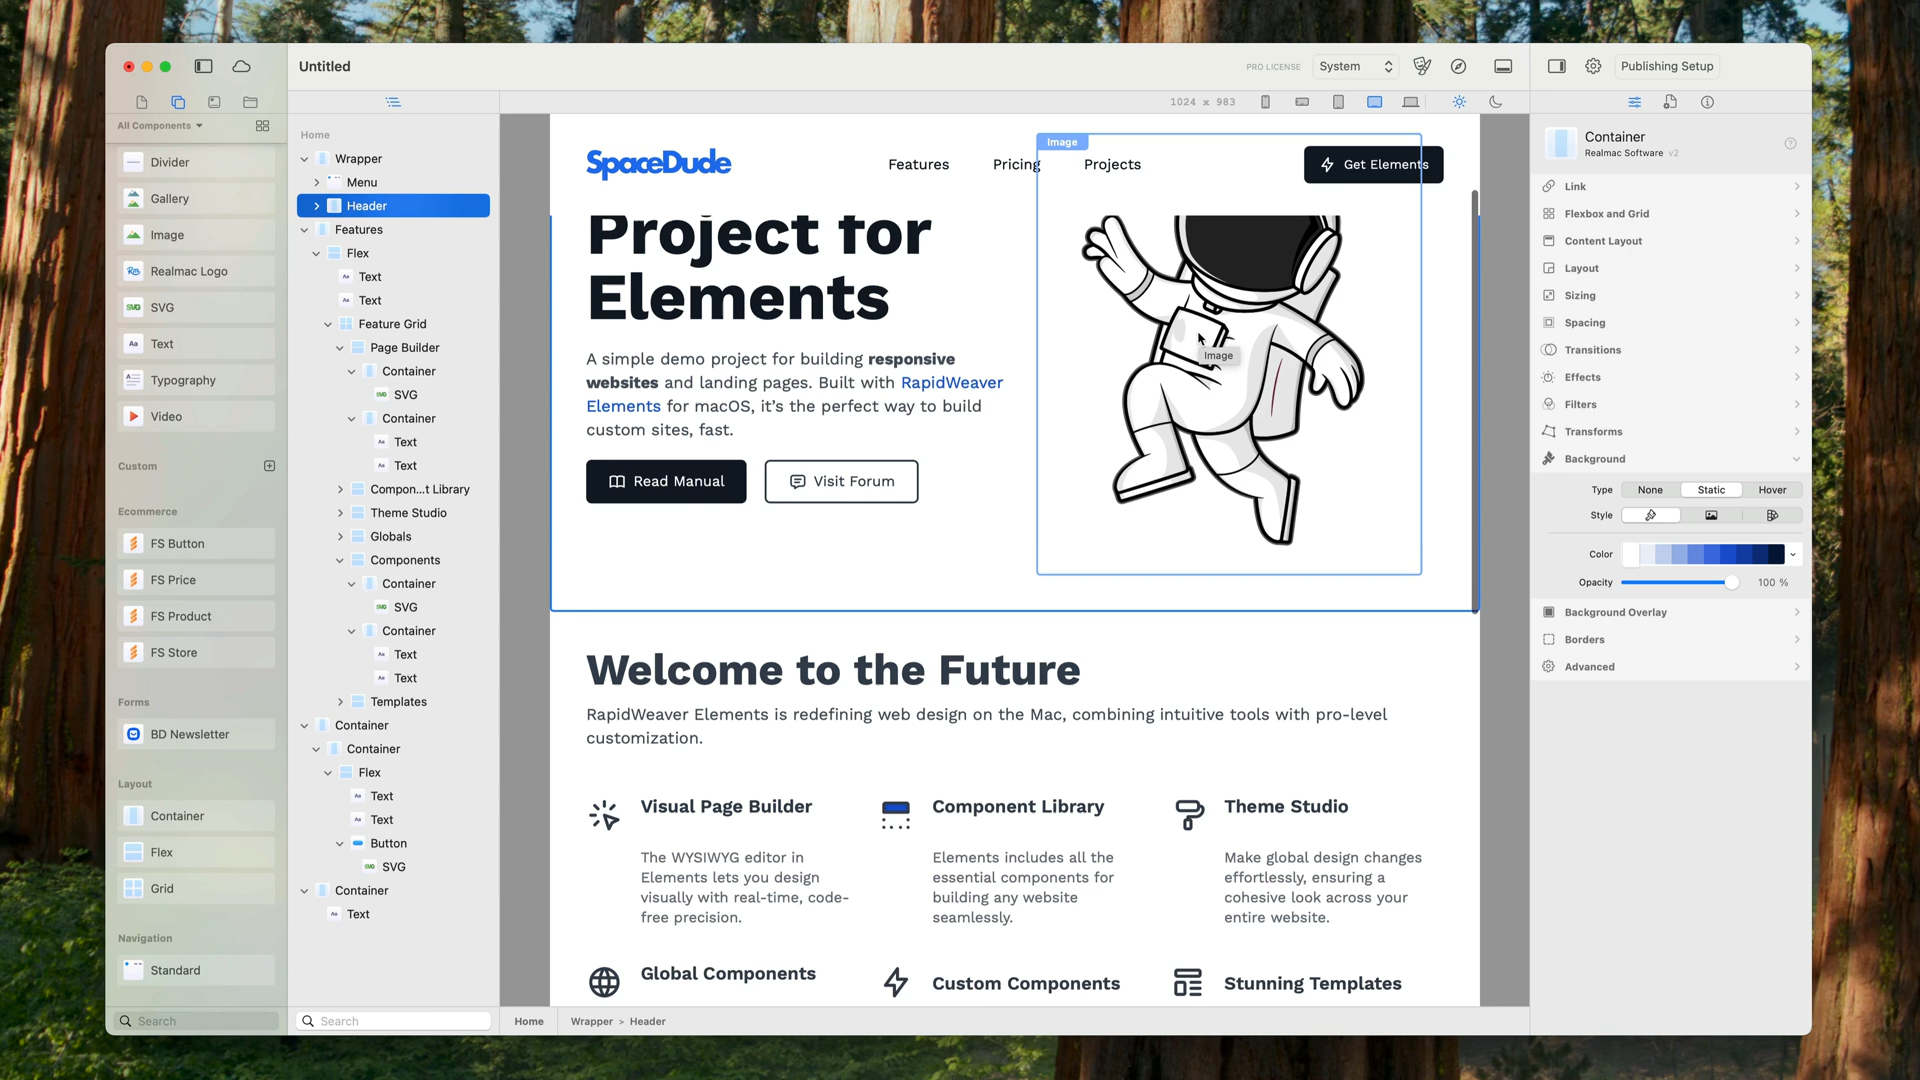 Untitled
PRO LICENSE
System
Publishing Setup
All Components
1024 x 983
Divider
Gallery
Image
Realmac Logo
SVG
Text
Typography
Video
Custom
Ecommerce
FS Button
FS Price
FS Product
FS Store
Forms
BD Newsletter
Layout
Container
Flex
Grid
Navigation
Standard
Search
Home
Wrapper
Menu
Header
Features
Flex
Text
Text
Feature Grid
Page Builder
Container
SVG
Container
Text
Text
Compon...t Library
Theme Studio
Globals
Components
Container
SVG
Container
Text
Text
Templates
Container
Container
Flex
Text
Text
Button
SVG
Container
Text
Search
SpaceDude
Features
Pricing
Projects
Get Elements
Image
Project for
Elements
A simple demo project for building responsive
websites and landing pages. Built with RapidWeaver
Elements for macOS, it's the perfect way to build
custom sites, fast.
Read Manual
Visit Forum
Image
Welcome to the Future
RapidWeaver Elements is redefining web design on the Mac, combining intuitive tools with pro-level
customization.
Visual Page Builder
The WYSIWYG editor in
Elements lets you design
visually with real-time, code-
free precision.
Component Library
Elements includes all the
essential components for
building any website
seamlessly.
Theme Studio
Make global design changes
effortlessly, ensuring a
cohesive look across your
entire website.
Global Components
Custom Components
Stunning Templates
Home
Wrapper > Header
Container
Realmac Software v2
Link
Flexbox and Grid
Content Layout
Layout
Sizing
Spacing
Transitions
Effects
Filters
Transforms
Background
Type
None
Static
Hover
Style
Color
Opacity
100 %
Background Overlay
Borders
Advanced